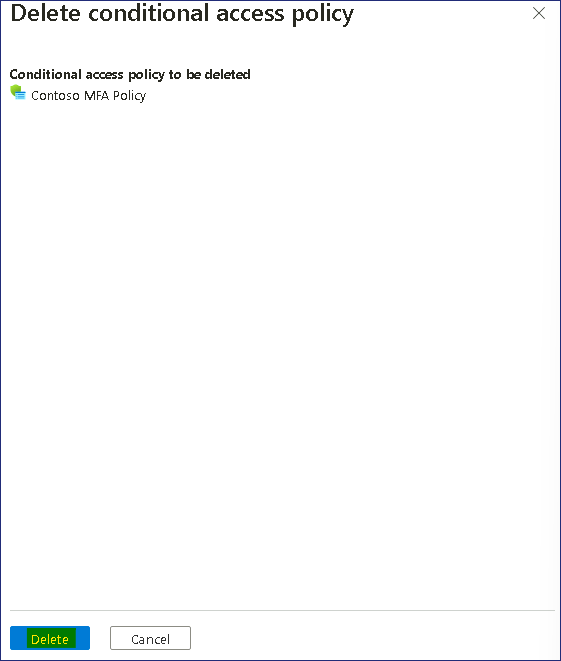 Delete conditional access policy
Conditional access policy to be deleted
Contoso MFA Policy
Delete
Cancel